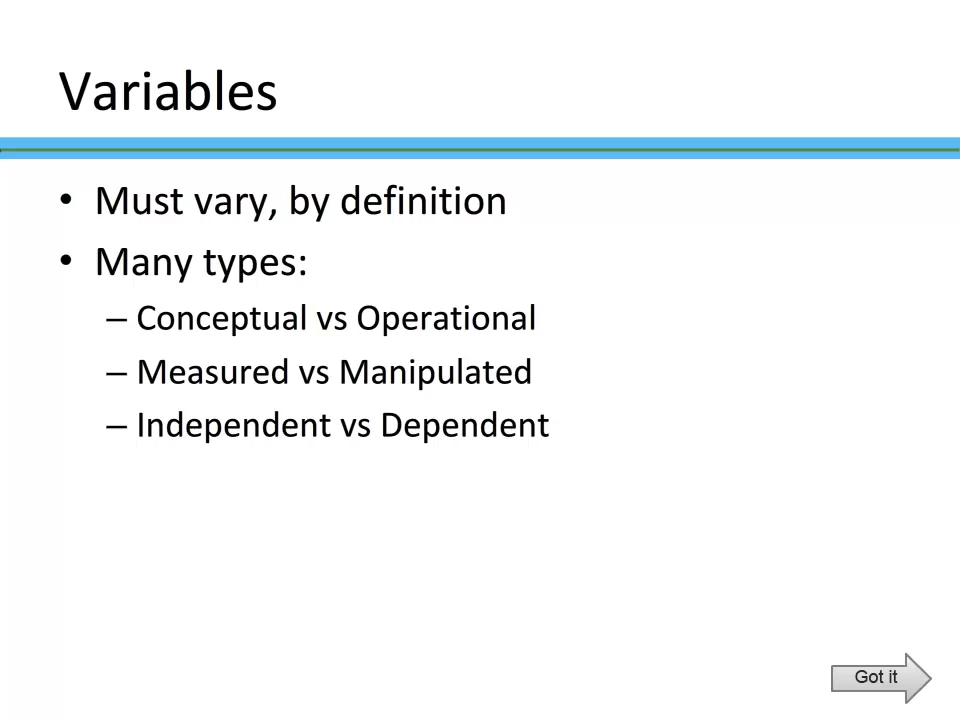 Variables
• Must vary, by definition
• Many types:
– Conceptual vs Operational
– Measured vs Manipulated
– Independent vs Dependent
Got it